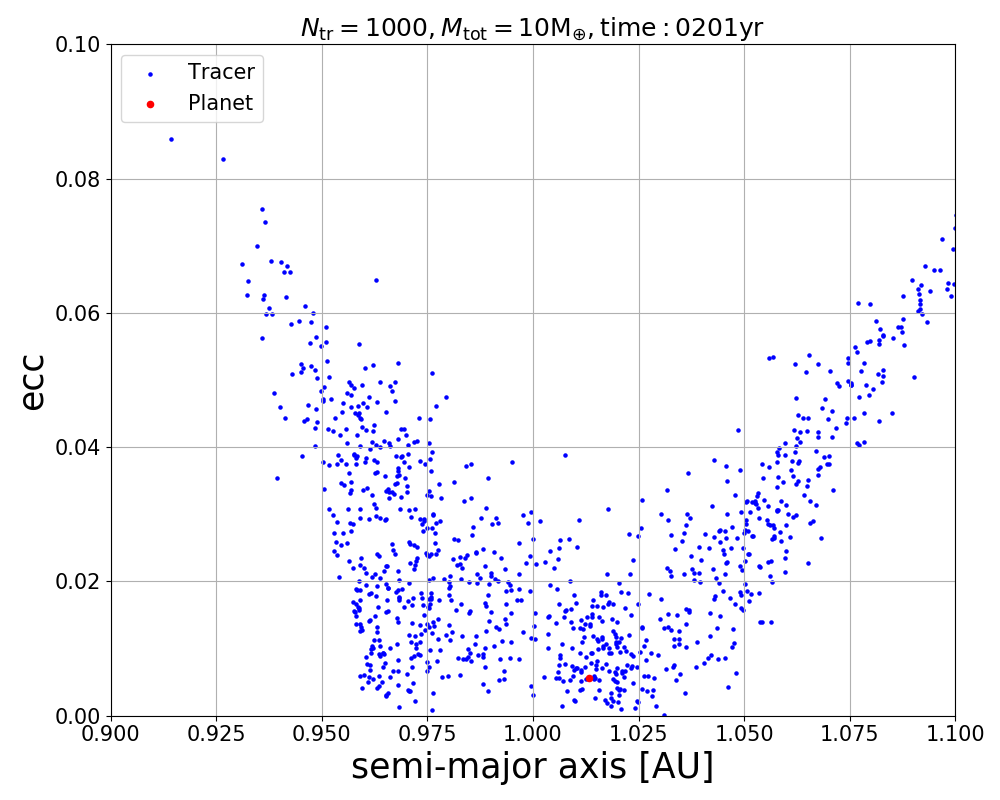 N_tr = 1000, M_tot = 10M_⊕, time : 0201yr
Tracer
Planet
0.10
0.08
0.06
0.04
0.02
0.00
ecc
0.900 0.925 0.950 0.975 1.000 1.025 1.050 1.075 1.100
semi-major axis [AU]